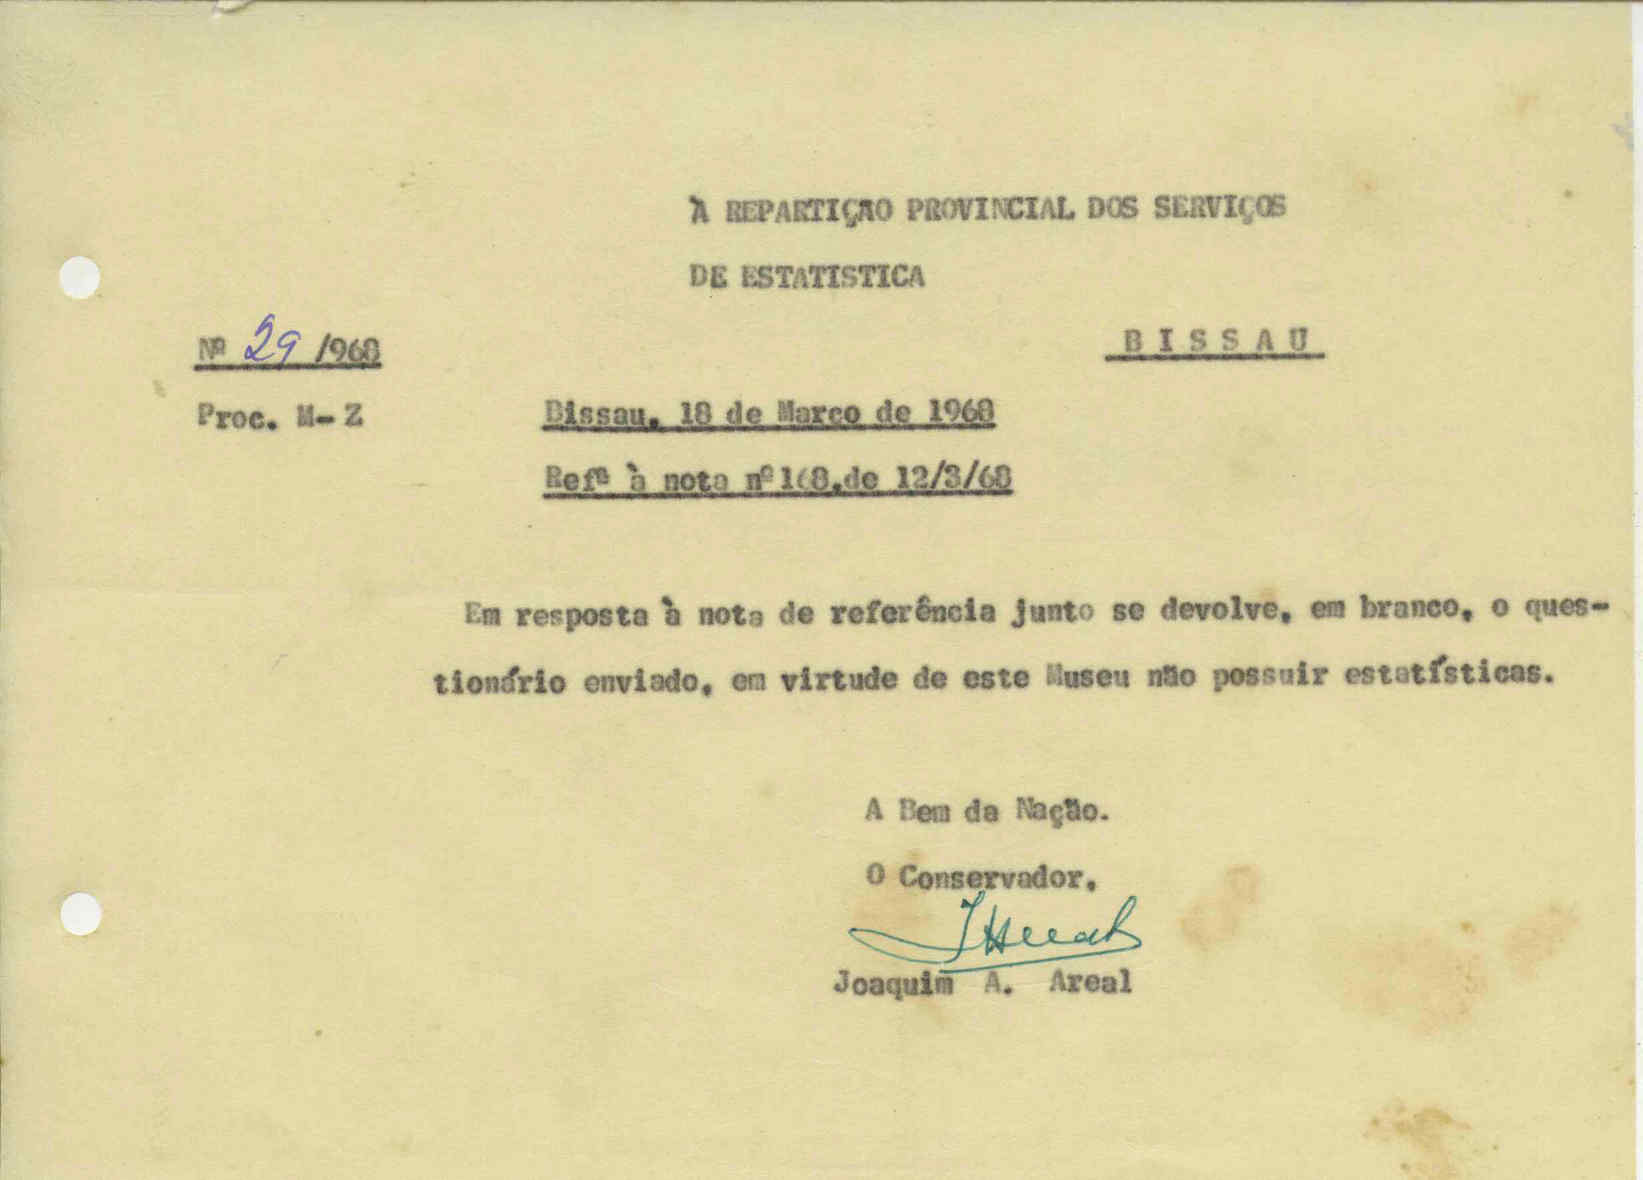 À REPARTIÇÃO PROVINCIAL DOS SERVIÇOS
DE ESTATISTICA
BISSAU
Nº 29/968
Proc. M-Z
Bissau, 18 de Março de 1968
Refª à nota nº 168,de 12/3/68
Em resposta à nota de referência junto se devolve, em branco, o ques-
tionário enviado, em virtude de este Museu não possuir estatísticas.
A Bem da Nação.
O Conservador,
JAreal
Joaquim A. Areal